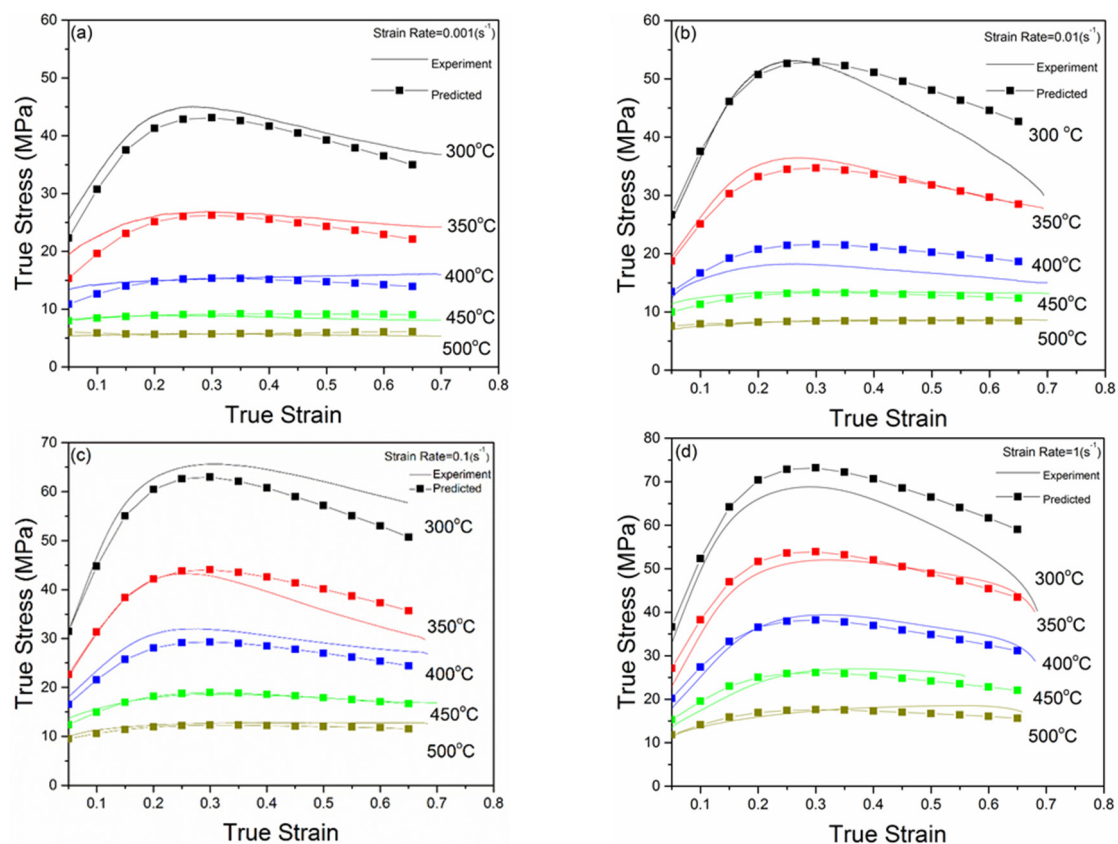 (a)
Strain Rate=0.001(s⁻¹)
Experiment
Predicted
300°C
350°C
400°C
450°C
500°C
60
50
40
30
20
10
0
0.1 0.2 0.3 0.4 0.5 0.6 0.7 0.8
True Stress (MPa)
True Strain
(b)
Strain Rate=0.01(s⁻¹)
Experiment
Predicted
300 °C
350°C
400°C
450°C
500°C
60
50
40
30
20
10
0
0.1 0.2 0.3 0.4 0.5 0.6 0.7 0.8
True Stress (MPa)
True Strain
(c)
Strain Rate=0.1(s⁻¹)
Experiment
Predicted
300°C
350°C
400°C
450°C
500°C
70
60
50
40
30
20
10
0
0.1 0.2 0.3 0.4 0.5 0.6 0.7 0.8
True Stress (MPa)
True Strain
(d)
Strain Rate=1(s⁻¹)
Experiment
Predicted
300°C
350°C
400°C
450°C
500°C
80
70
60
50
40
30
20
10
0
0.1 0.2 0.3 0.4 0.5 0.6 0.7 0.8
True Stress (MPa)
True Strain